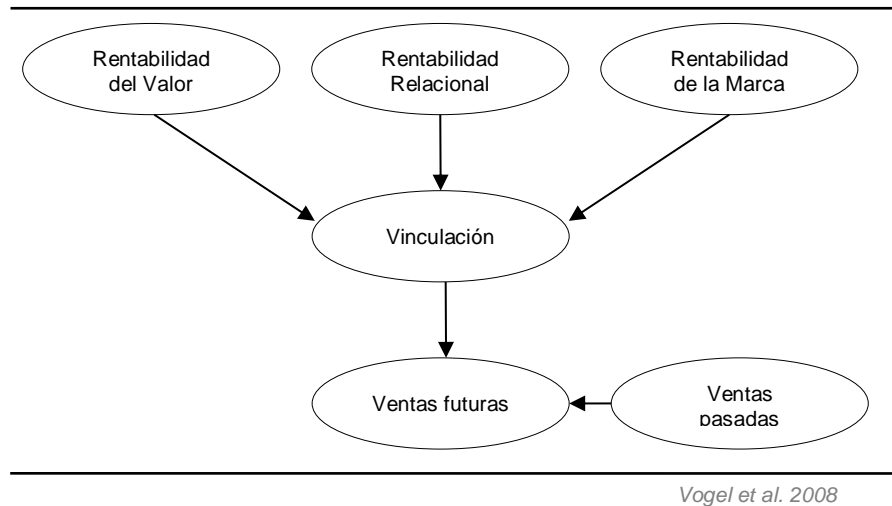 Rentabilidad
del Valor
Rentabilidad
Relacional
Rentabilidad
de la Marca
Vinculación
Ventas futuras
Ventas
pasadas
Vogel et al. 2008